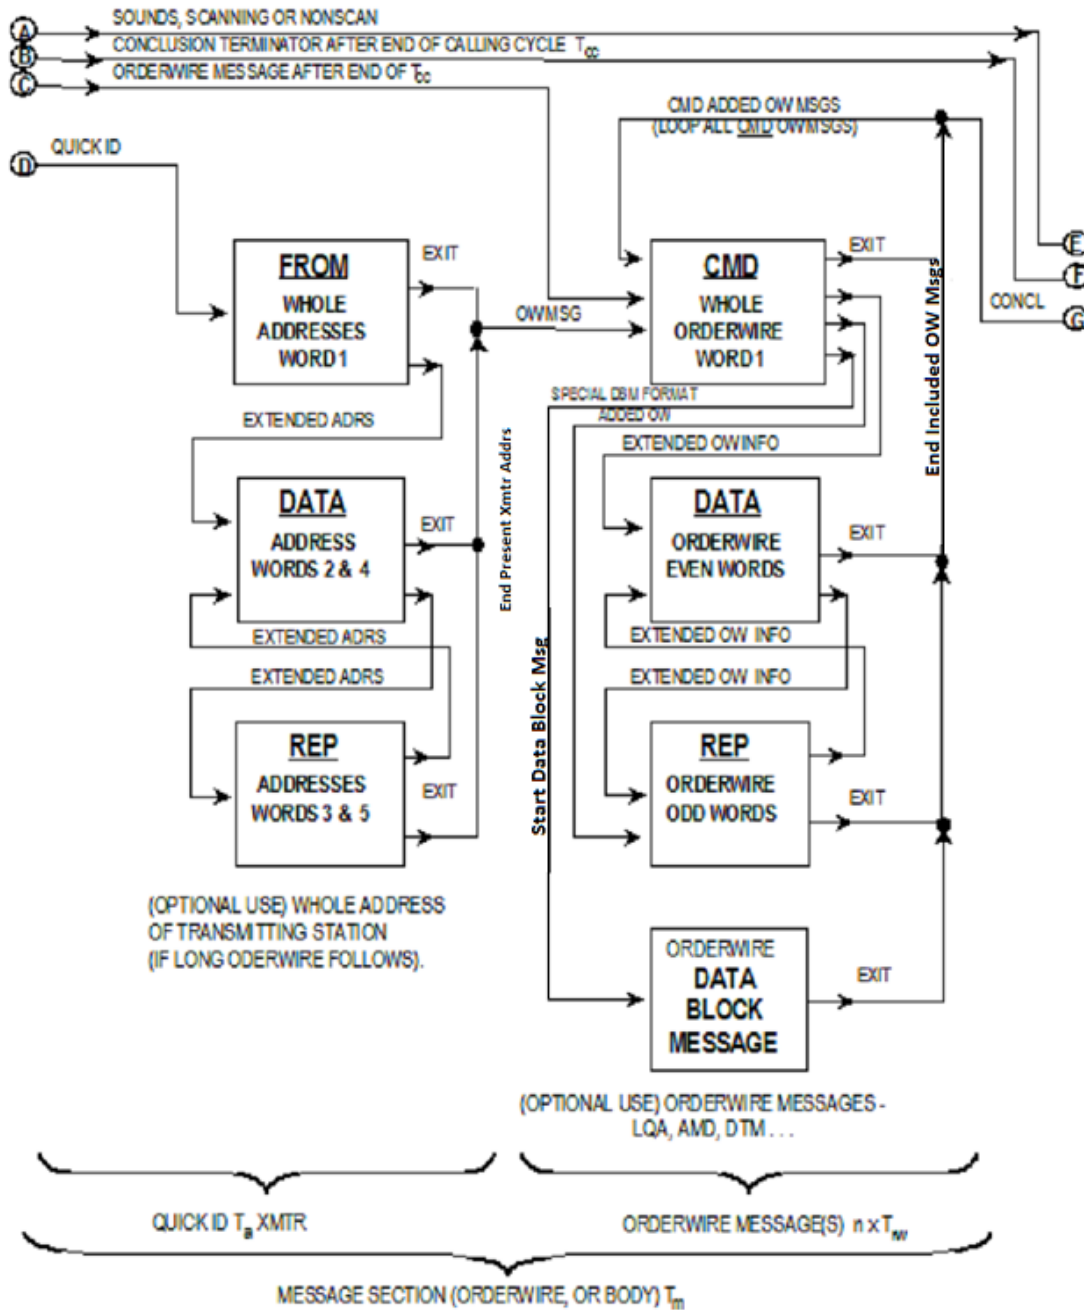 A
SOUNDS, SCANNING OR NONSCAN
B
CONCLUSION TERMINATOR AFTER END OF CALLING CYCLE Tcc
C
ORDERWIRE MESSAGE AFTER END OF Tcc
CMD ADDED OW MSGS
(LOOP ALL CMD OWMSGS)
D
QUICK ID
E
F
G
CONCL
FROM
WHOLE
ADDRESSES
WORD 1
EXIT
OWMSG
CMD
WHOLE
ORDERWIRE
WORD 1
EXIT
End Included OW Msgs
EXTENDED ADRS
SPECIAL DBM FORMAT
ADDED OW
EXTENDED OW INFO
DATA
ADDRESS
WORDS 2 & 4
EXIT
End Present Xmtr Addrs
DATA
ORDERWIRE
EVEN WORDS
EXIT
EXTENDED ADRS
EXTENDED ADRS
EXTENDED OW INFO
EXTENDED OW INFO
Start Data Block Msg
REP
ADDRESSES
WORDS 3 & 5
EXIT
REP
ORDERWIRE
ODD WORDS
EXIT
(OPTIONAL USE) WHOLE ADDRESS
OF TRANSMITTING STATION
(IF LONG ODERWIRE FOLLOWS).
ORDERWIRE
DATA
BLOCK
MESSAGE
EXIT
(OPTIONAL USE) ORDERWIRE MESSAGES -
LQA, AMD, DTM . . .
QUICK ID Ta XMTR
ORDERWIRE MESSAGE(S) n x Trw
MESSAGE SECTION (ORDERWIRE, OR BODY) Tm